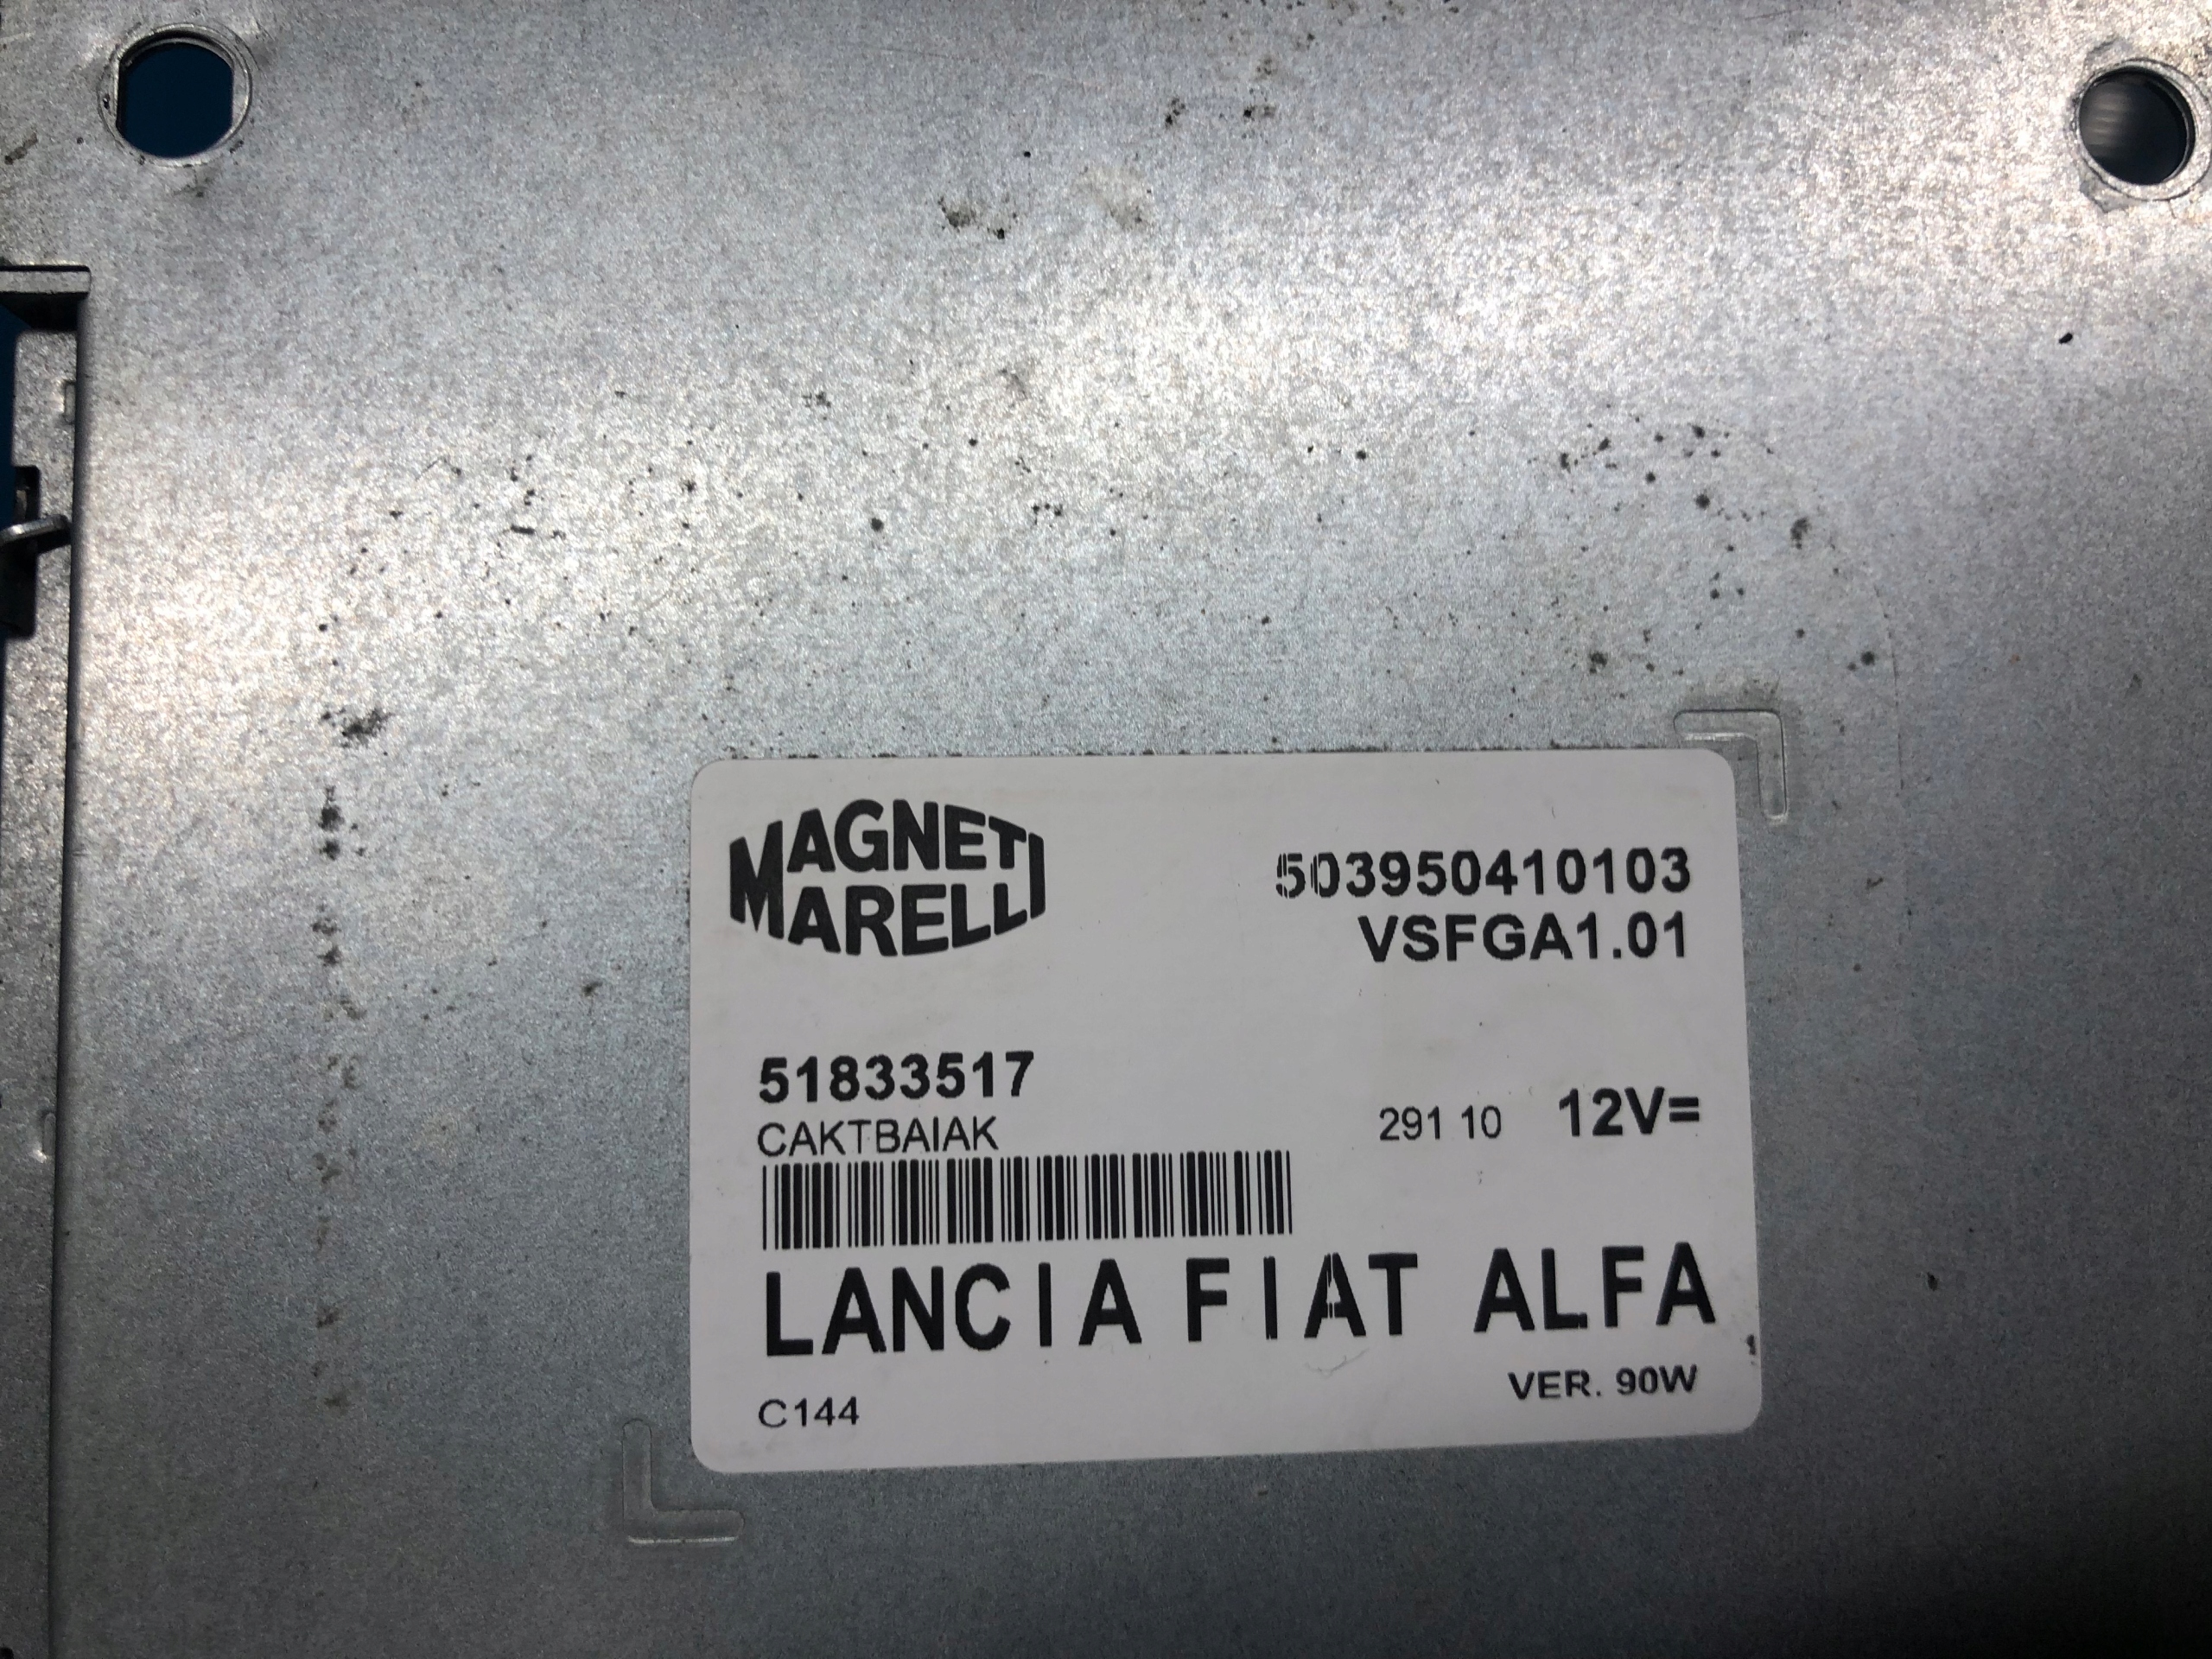 MAGNETI
MARELLI
503950410103
VSFGA1.01
51833517
CAKTBAIAK
291 10 12V=
LANCIA FIAT ALFA
VER. 90W
C144